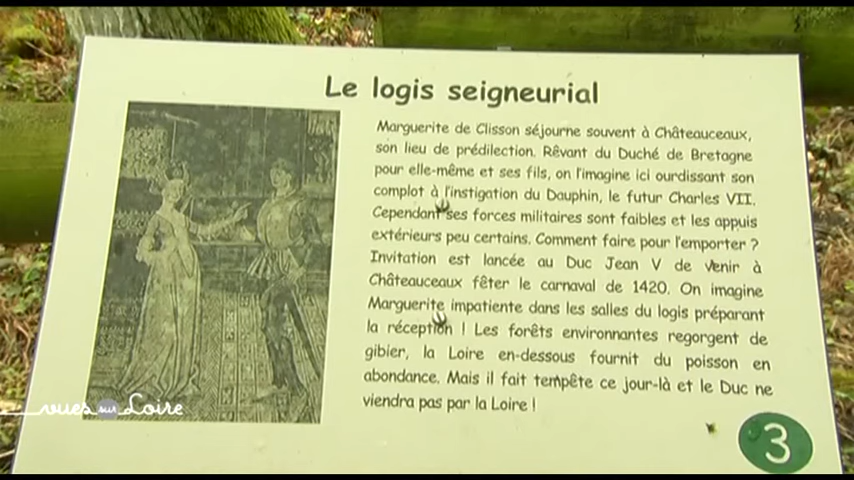 Le logis seigneurial
Marguerite de Clisson séjourne souvent à Châteauceaux,
son lieu de prédilection. Rêvant du Duché de Bretagne
pour elle-même et ses fils, on l'imagine ici ourdissant son
complot à l'instigation du Dauphin, le futur Charles VII.
Cependant ses forces militaires sont faibles et les appuis
extérieurs peu certains. Comment faire pour l'emporter ?
Invitation est lancée au Duc Jean V de venir à
Châteauceaux fêter le carnaval de 1420. On imagine
Marguerite impatiente dans les salles du logis préparant
la réception ! Les forêts environnantes regorgent de
gibier, la Loire en-dessous fournit du poisson en
abondance. Mais il fait tempête ce jour-là et le Duc ne
viendra pas par la Loire !
3
vues sur Loire